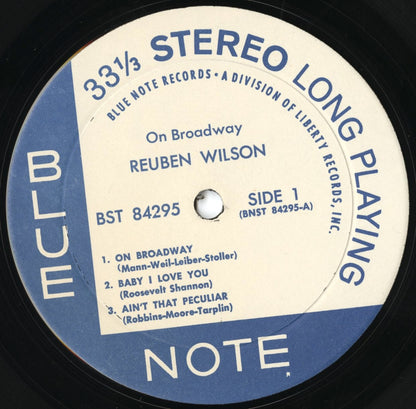 33⅓ STEREO LONG PLAYING
BLUE NOTE RECORDS • A DIVISION OF LIBERTY RECORDS, INC.
On Broadway
REUBEN WILSON
BST 84295
SIDE 1
(BNST 84295-A)
1. ON BROADWAY
(Mann-Weil-Leiber-Stoller)
2. BABY I LOVE YOU
(Roosevelt Shannon)
3. AIN'T THAT PECULIAR
(Robbins-Moore-Tarplin)
BLUE
NOTE